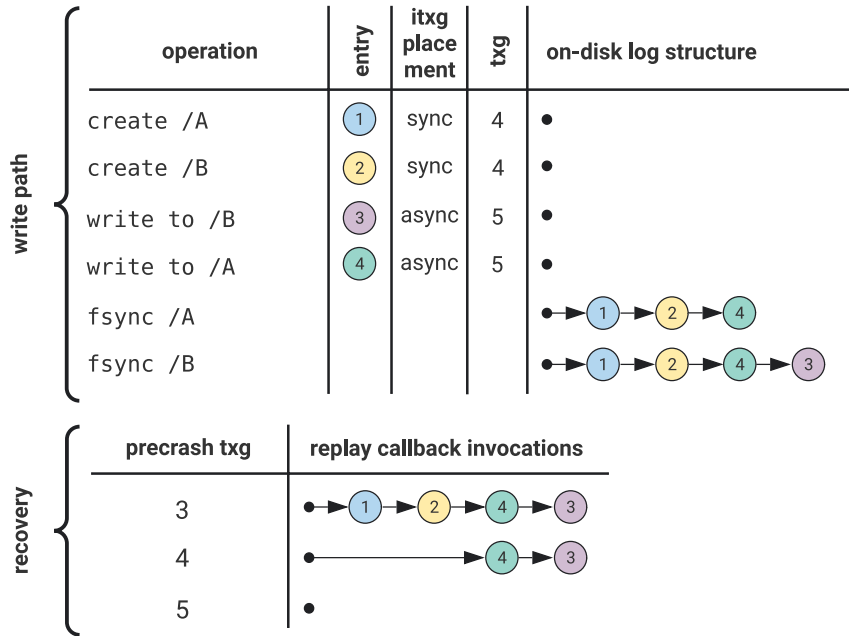 write path
operation entry itxg place ment txg on-disk log structure
create /A 1 sync 4
create /B 2 sync 4
write to /B 3 async 5
write to /A 4 async 5
fsync /A 1 2 4
fsync /B 1 2 4 3
recovery
precrash txg replay callback invocations
3 1 2 4 3
4 4 3
5